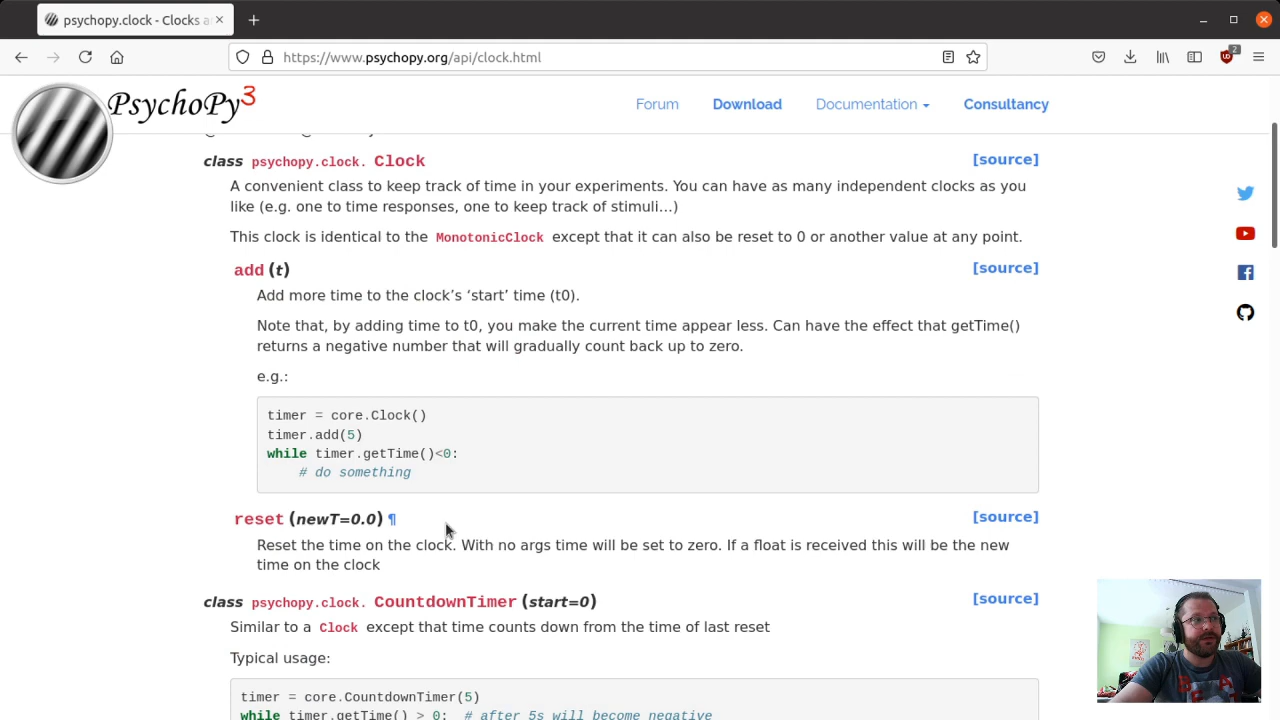 psychopy.clock - Clocks a
https://www.psychopy.org/api/clock.html
2
PsychoPy3
Forum
Download
Documentation
Consultancy
class psychopy.clock. Clock
[source]
A convenient class to keep track of time in your experiments. You can have as many independent clocks as you
like (e.g. one to time responses, one to keep track of stimuli…)
This clock is identical to the MonotonicClock except that it can also be reset to 0 or another value at any point.
add (t)
[source]
Add more time to the clock’s ‘start’ time (t0).
Note that, by adding time to t0, you make the current time appear less. Can have the effect that getTime()
returns a negative number that will gradually count back up to zero.
e.g.:
timer = core.Clock()
timer.add(5)
while timer.getTime()<0:
# do something
reset (newT=0.0) ¶
[source]
Reset the time on the clock. With no args time will be set to zero. If a float is received this will be the new
time on the clock
class psychopy.clock. CountdownTimer (start=0)
[source]
Similar to a Clock except that time counts down from the time of last reset
Typical usage:
timer = core.CountdownTimer(5)
while timer.getTime() > 0: # after 5s will become negative